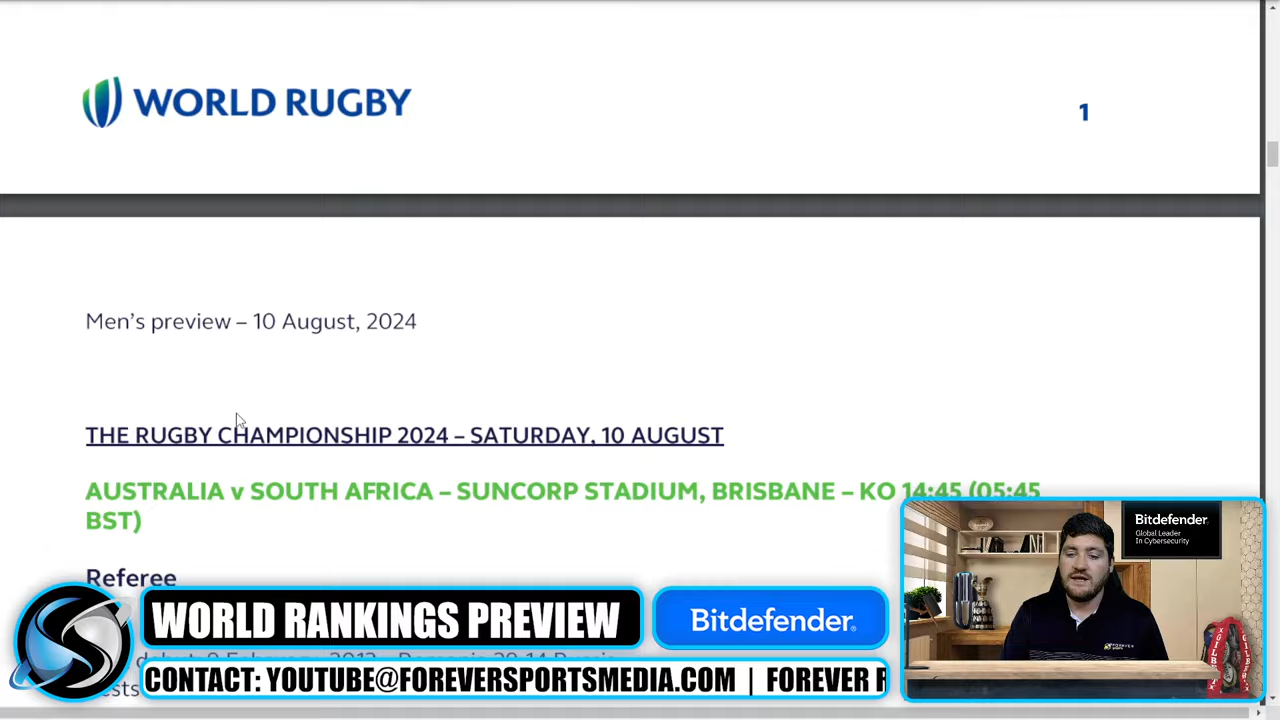 WORLD RUGBY
1
Men's preview – 10 August, 2024
THE RUGBY CHAMPIONSHIP 2024 – SATURDAY, 10 AUGUST
AUSTRALIA v SOUTH AFRICA – SUNCORP STADIUM, BRISBANE – KO 14:45 (05:45
BST)
Referee
Bitdefender
Global Leader
In Cybersecurity
WORLD RANKINGS PREVIEW
Bitdefender
CONTACT: YOUTUBE@FOREVERSPORTSMEDIA.COM | FOREVER R